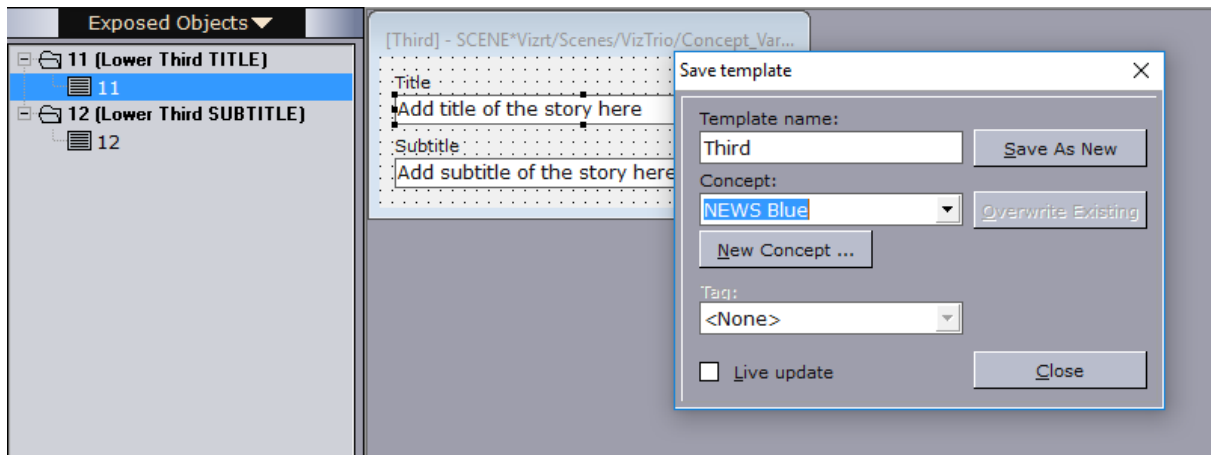 Exposed Objects
11 (Lower Third TITLE)
11
12 (Lower Third SUBTITLE)
12
[Third] - SCENE*Vizrt/Scenes/VizTrio/Concept_Var...
Title
Add title of the story here
Subtitle
Add subtitle of the story here
Save template
Template name:
Third
Save As New
Concept:
NEWS Blue
Overwrite Existing
New Concept ...
Tag:
<None>
Live update
Close